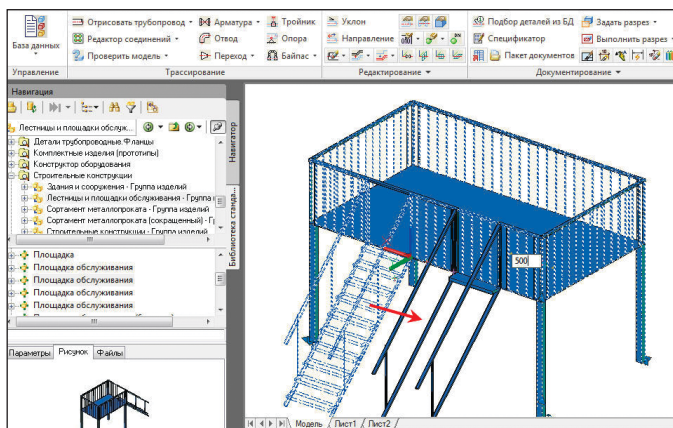 Отрисовать трубопровод Арматура Тройник Уклон Подбор деталей из БД Задать разрез
Редактор соединений Отвод Опора Направление Спецификатор Выполнить разрез
База данных Проверить модель Переход Байпас Пакет документов
Управление Трассирование Редактирование Документирование
Навигация
Лестницы и площадки обслуж...
Детали трубопроводные. Фланцы
Комплектные изделия (прототипы)
Конструктор оборудования
Строительные конструкции
Здания и сооружения - Группа изделий
Лестницы и площадки обслуживания - Группа
Сортамент металлопроката - Группа изделий
Сортамент металлопроката (сокращенный) - Г
Строительные конструкции - Группа изделий
Навигатор
Библиотека станда...
Площадка
Площадка обслуживания
Площадка обслуживания
Площадка обслуживания
Площадка обслуживания
500
Параметры Рисунок Файлы
Модель Лист1 Лист2